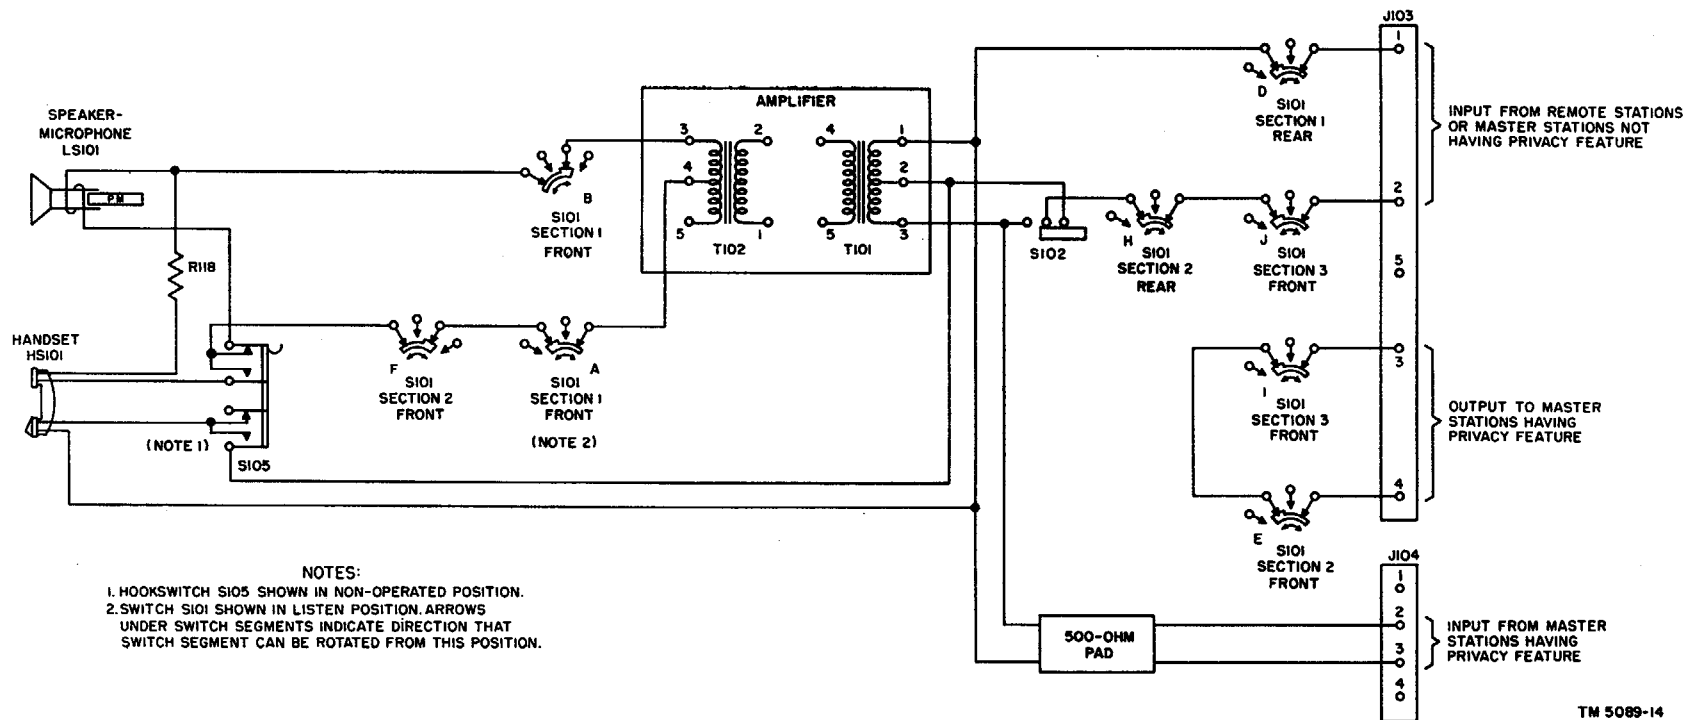 J103
1
D
S101
SECTION 1
REAR
INPUT FROM REMOTE STATIONS
OR MASTER STATIONS NOT
HAVING PRIVACY FEATURE
AMPLIFIER
SPEAKER-
MICROPHONE
LS101
PM
3
2
4
1
4
2
5
1
5
3
T102
T101
B
S101
SECTION 1
FRONT
S102
H
S101
SECTION 2
REAR
J
S101
SECTION 3
FRONT
2
5
R118
HANDSET
HS101
F
S101
SECTION 2
FRONT
A
S101
SECTION 1
FRONT
(NOTE 2)
(NOTE 1)
S105
I
S101
SECTION 3
FRONT
3
OUTPUT TO MASTER
STATIONS HAVING
PRIVACY FEATURE
4
E
S101
SECTION 2
FRONT
J104
1
2
3
4
500-OHM
PAD
INPUT FROM MASTER
STATIONS HAVING
PRIVACY FEATURE
NOTES:
1. HOOKSWITCH S105 SHOWN IN NON-OPERATED POSITION.
2. SWITCH S101 SHOWN IN LISTEN POSITION. ARROWS
UNDER SWITCH SEGMENTS INDICATE DIRECTION THAT
SWITCH SEGMENT CAN BE ROTATED FROM THIS POSITION.
TM 5089-14